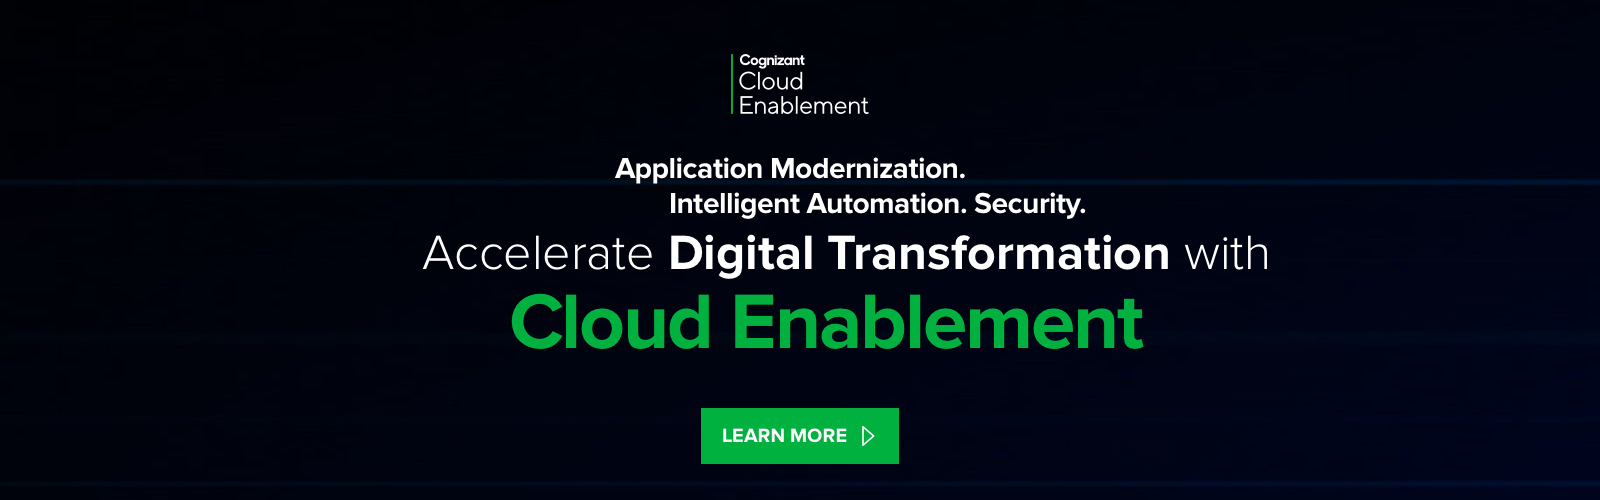 Cognizant
Cloud
Enablement
Application Modernization.
Intelligent Automation. Security.
Accelerate Digital Transformation with
Cloud Enablement
LEARN MORE